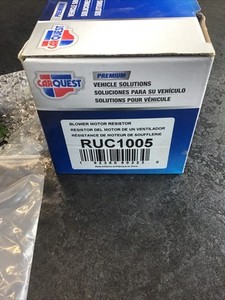 CARQUEST
PREMIUM
VEHICLE SOLUTIONS
SOLUCIONES PARA SU VEHÍCULO
SOLUTIONS POUR VÉHICULE
BLOWER MOTOR RESISTOR
RESISTOR DEL MOTOR DE UN VENTILADOR
RÉSISTANCE DE MOTEUR DE SOUFFLERIE
RUC1005